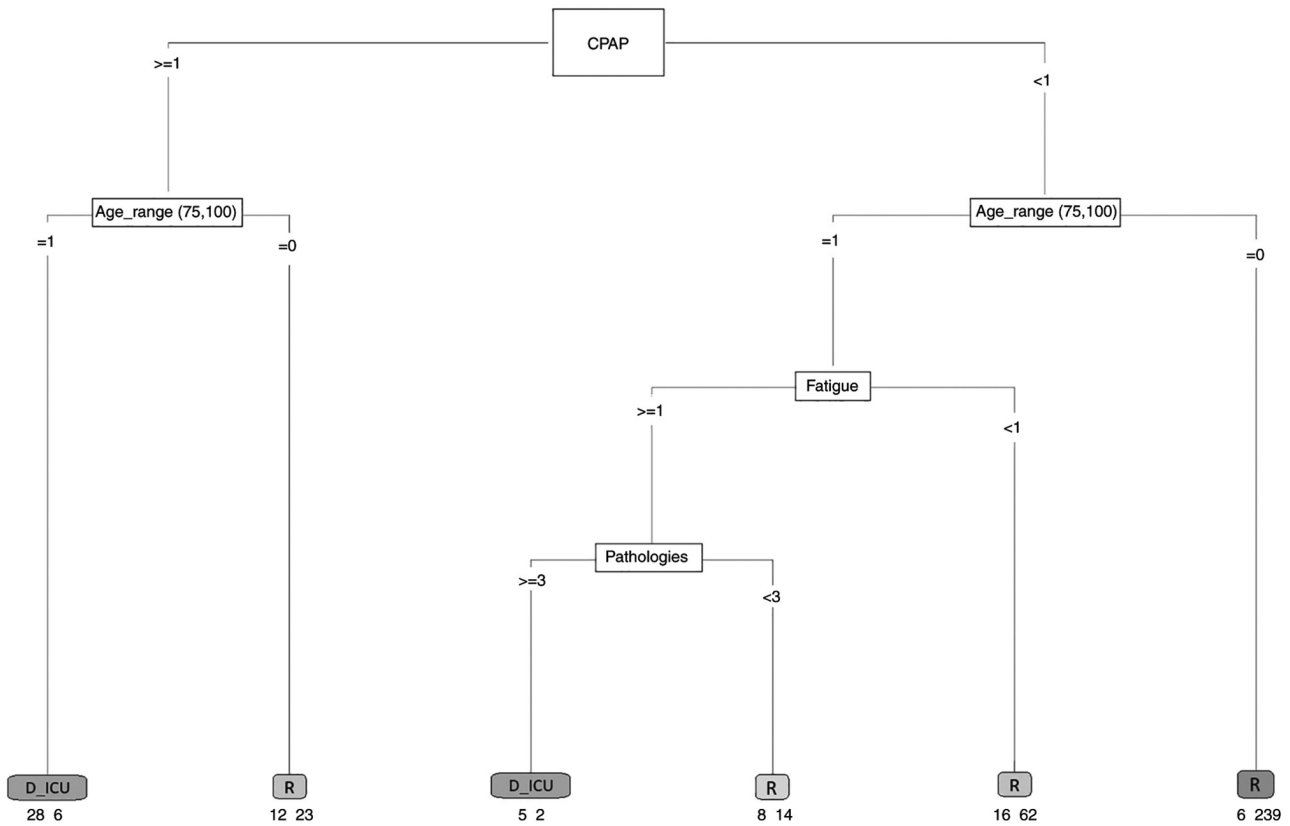 CPAP
>=1
<1
Age_range (75,100)
Age_range (75,100)
=1
=0
=1
=0
Fatigue
>=1
<1
Pathologies
>=3
<3
D_ICU
R
D_ICU
R
R
R
28 6
12 23
5 2
8 14
16 62
6 239